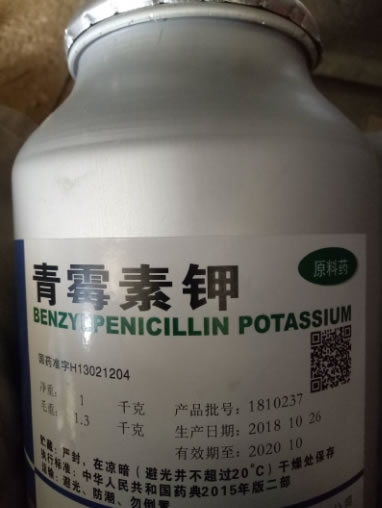 原料药
青霉素钾
BENZYLPENICILLIN POTASSIUM
国药准字H13021204
净重: 1 千克 产品批号: 1810237
毛重: 1.3 千克 生产日期: 2018 10 26
有效期至: 2020 10
贮藏: 严封, 在凉暗(避光并不超过20°C)干燥处保存
执行标准: 中华人民共和国药典2015年版二部
避光、防潮、勿倒置
公司